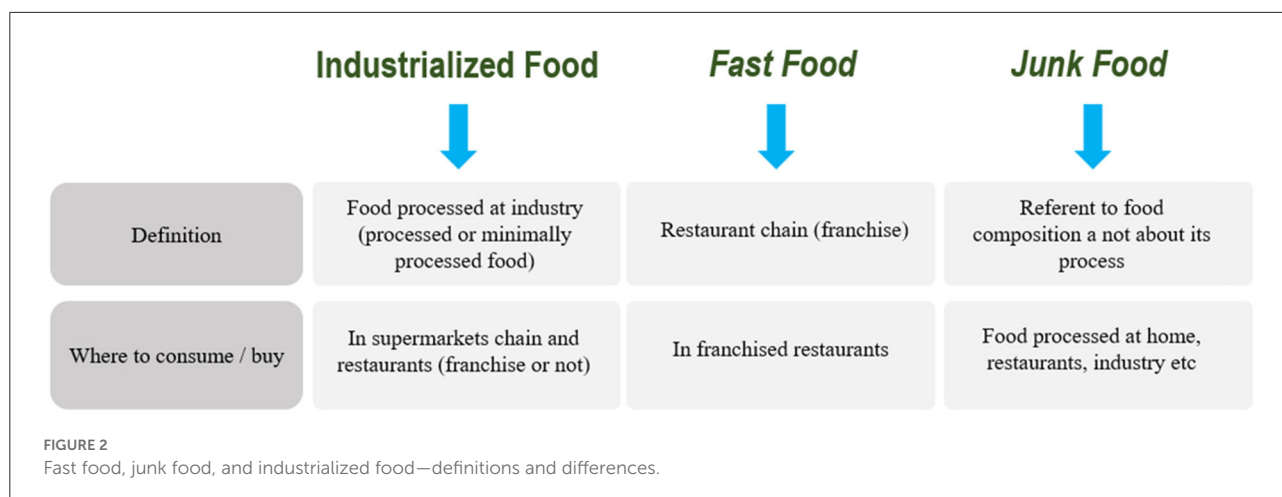 Industrialized Food
Fast Food
Junk Food
Definition
Food processed at industry
(processed or minimally
processed food)
Restaurant chain (franchise)
Referent to food
composition a not about its
process
Where to consume / buy
In supermarkets chain and
restaurants (franchise or not)
In franchised restaurants
Food processed at home,
restaurants, industry etc
FIGURE 2
Fast food, junk food, and industrialized food—definitions and differences.